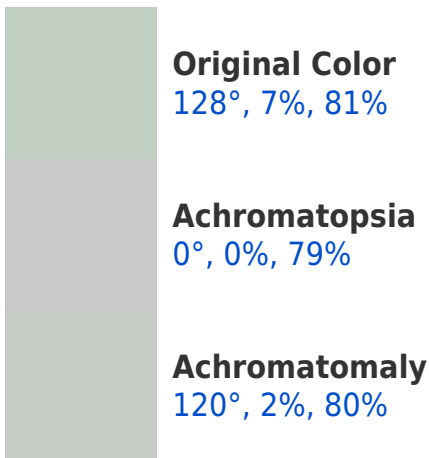 Original Color
128°, 7%, 81%
Achromatopsia
0°, 0%, 79%
Achromatomaly
120°, 2%, 80%